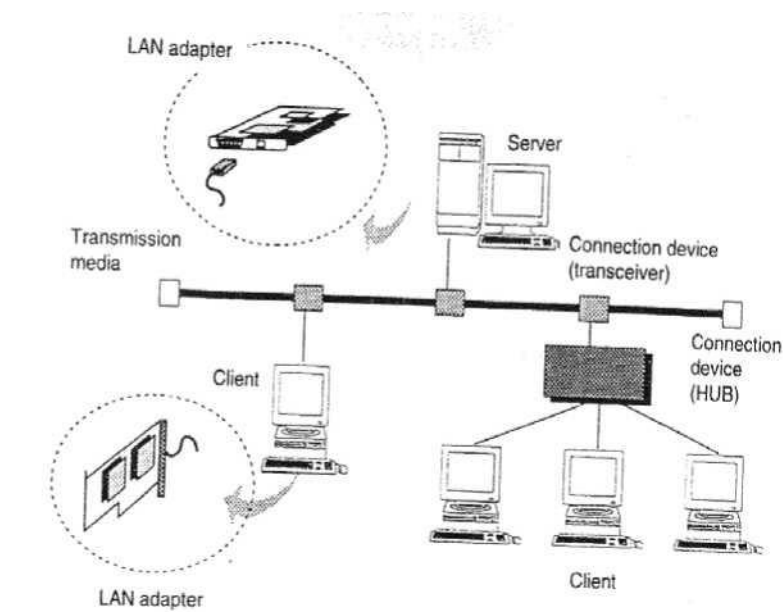 LAN adapter
Server
Transmission
media
Connection device
(transceiver)
Connection
device
(HUB)
Client
Client
LAN adapter